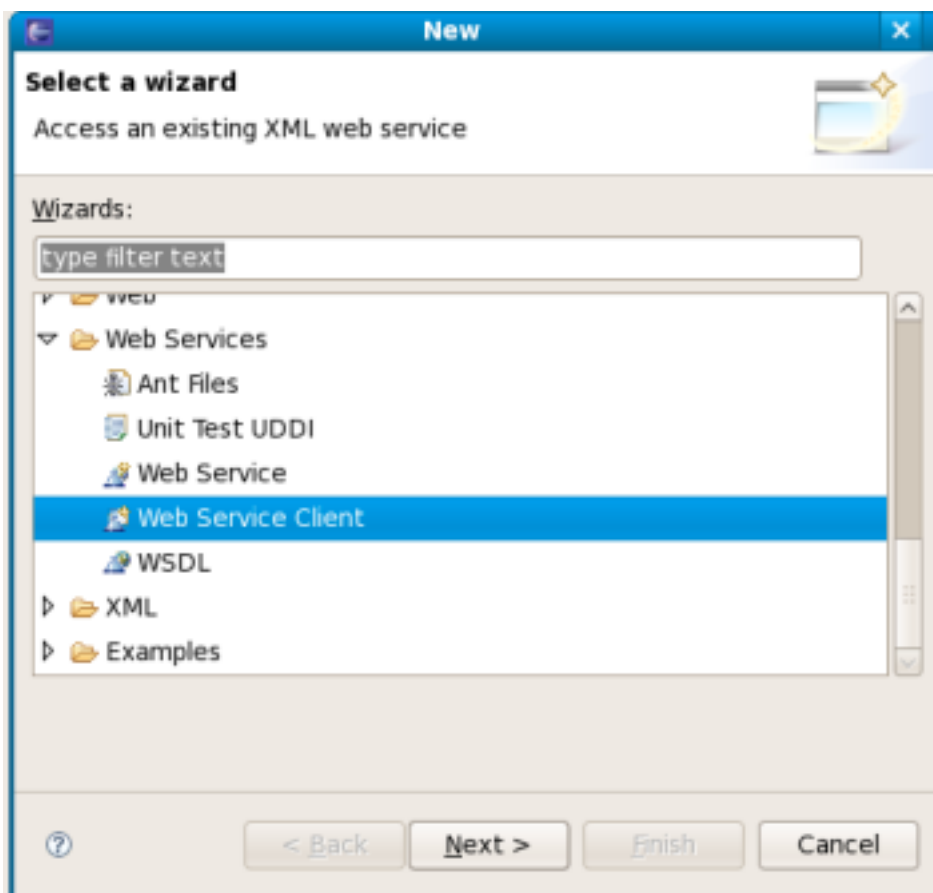 New
Select a wizard
Access an existing XML web service
Wizards:
type filter text
Web
Web Services
Ant Files
Unit Test UDDI
Web Service
Web Service Client
WSDL
XML
Examples
< Back Next > Finish Cancel